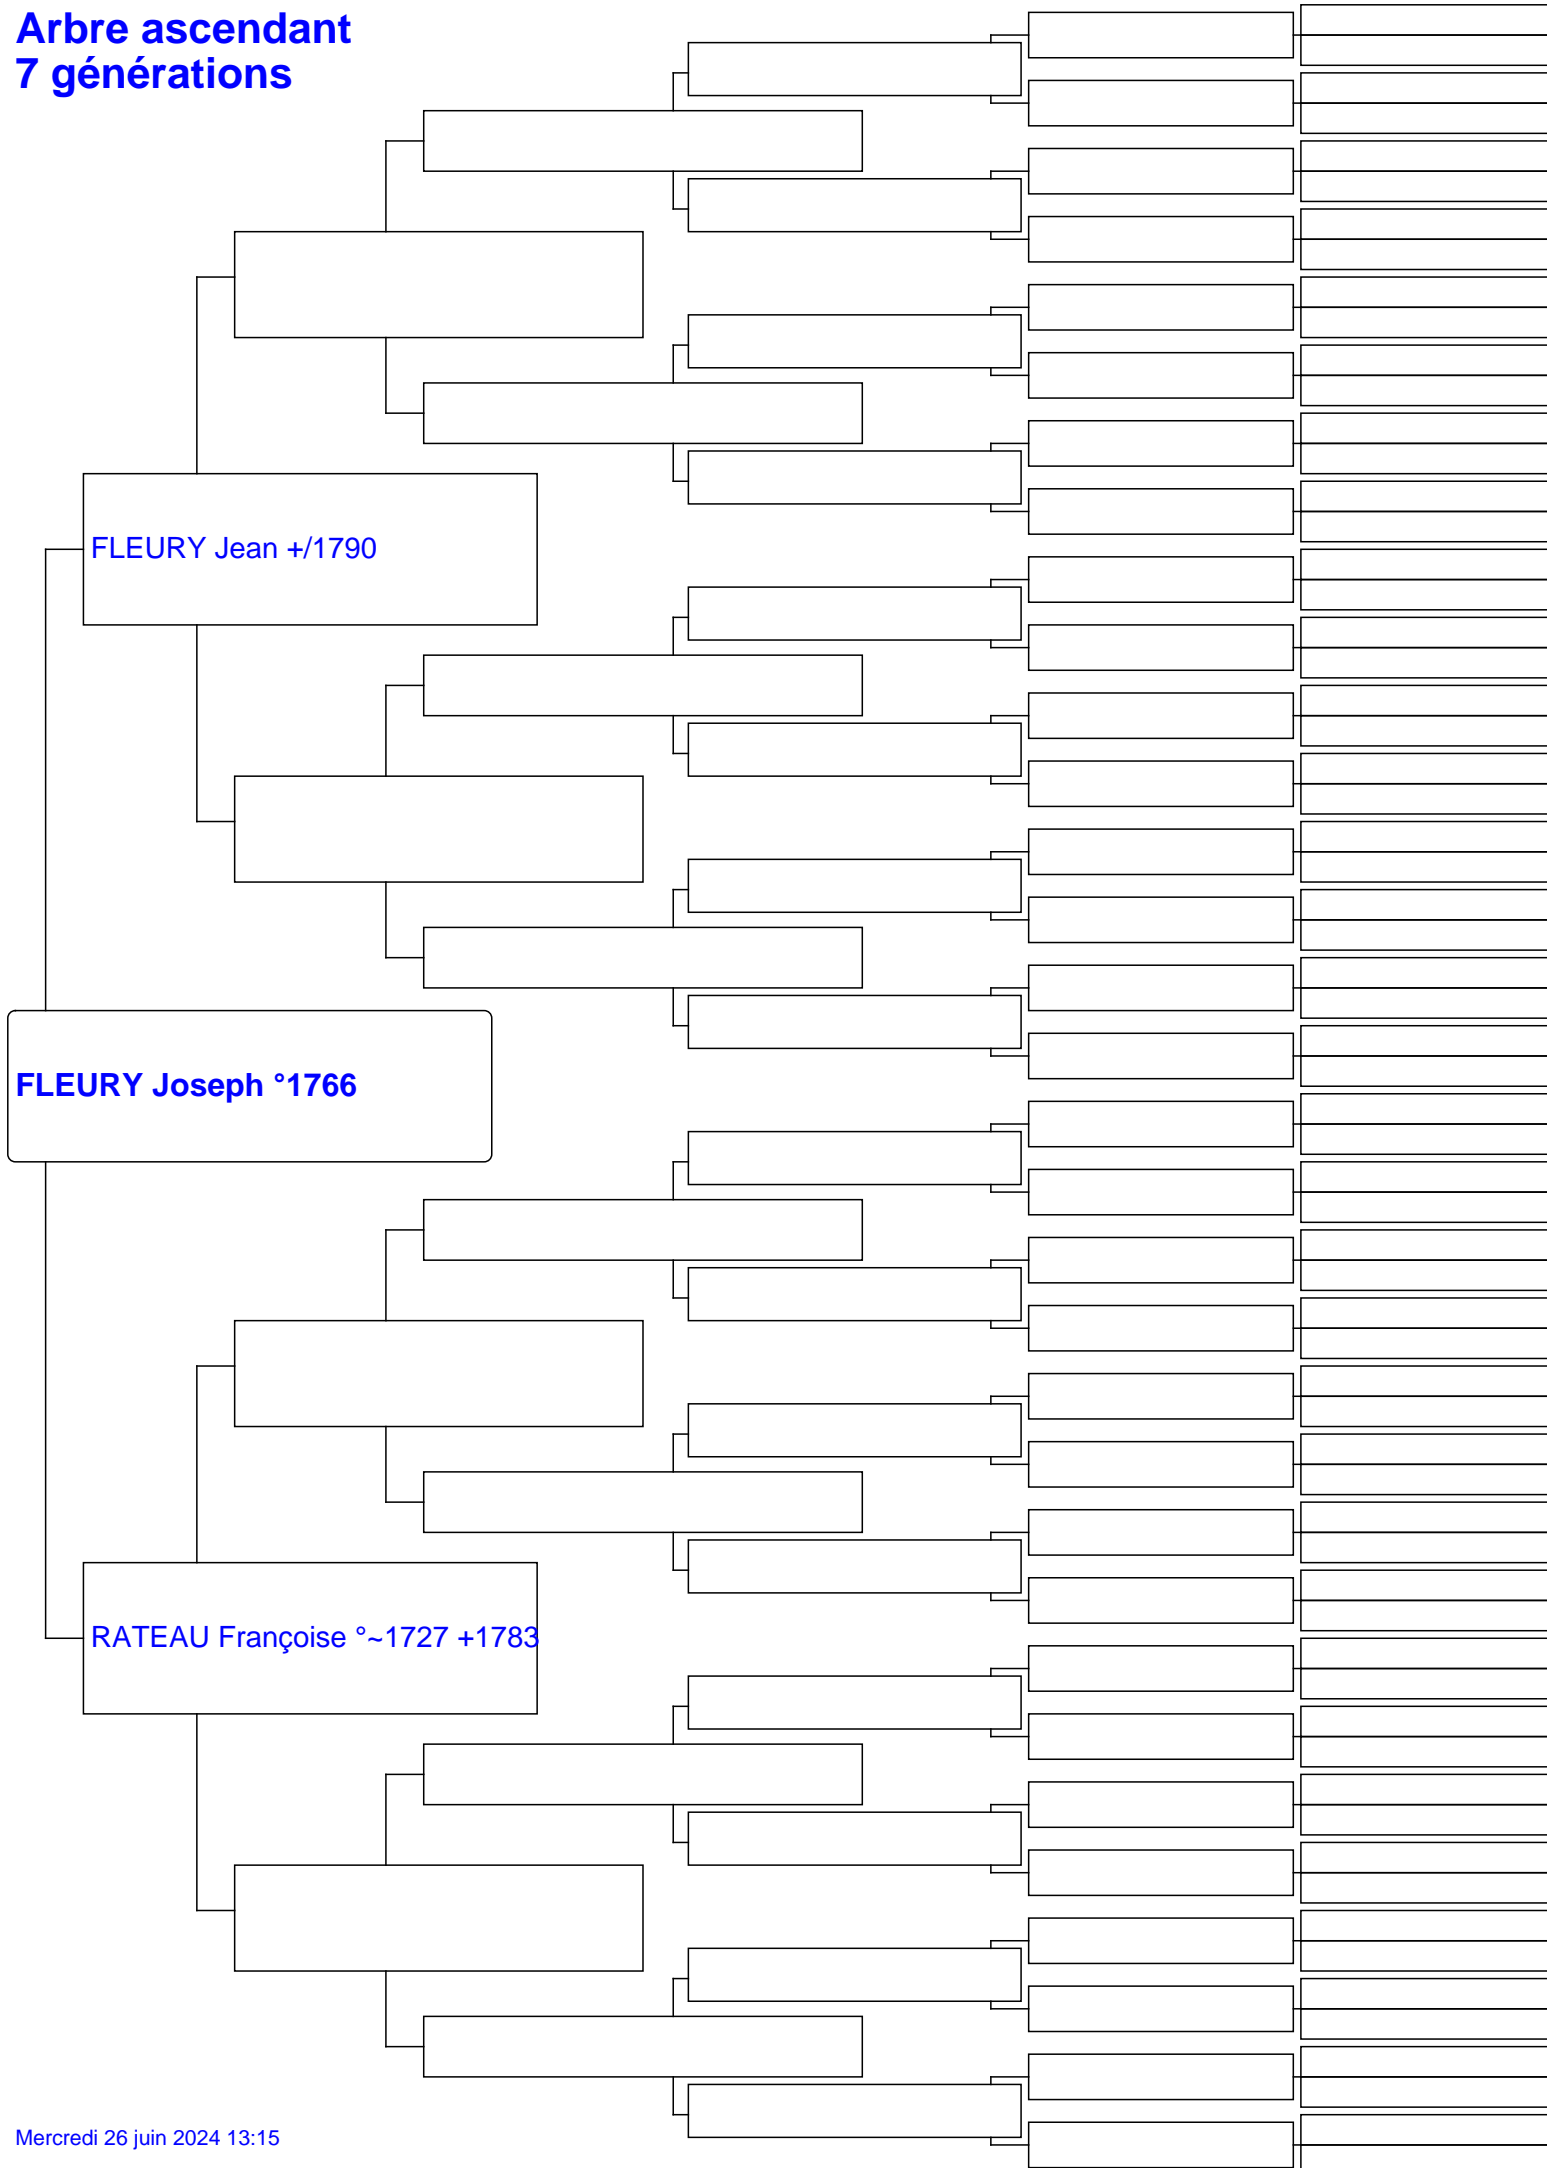 Arbre ascendant
7 générations
FLEURY Jean +/1790
FLEURY Joseph °1766
RATEAU Françoise °~1727 +1783
Mercredi 26 juin 2024 13:15